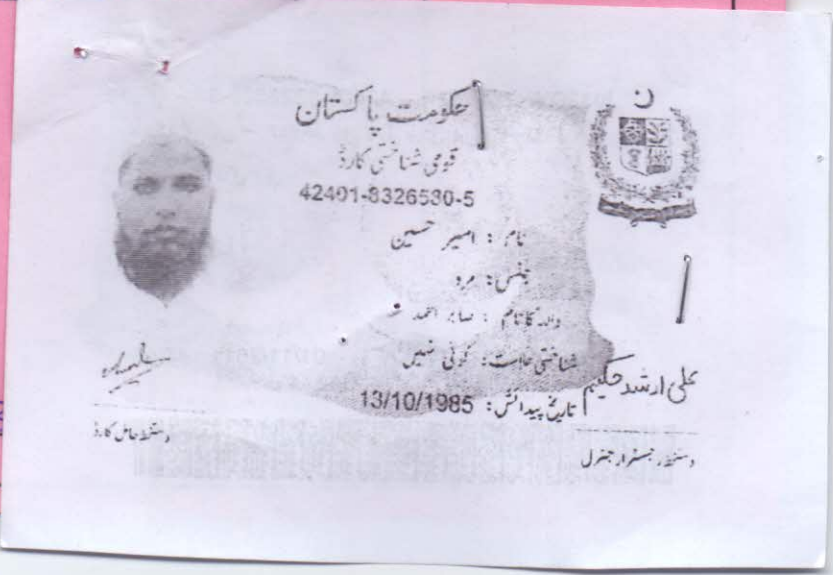 حکومت پاکستان
قومی شناختی کارڈ
42401-8326530-5
نام : امیر حسین
جنس : مرد
والد کا نام : صابر احمد
شناختی علامت : کوئی نہیں
تاریخ پیدائش : 13/10/1985
علی ارشد حکیم
دستخط حامل کارڈ
دستخط رجسٹرار جنرل